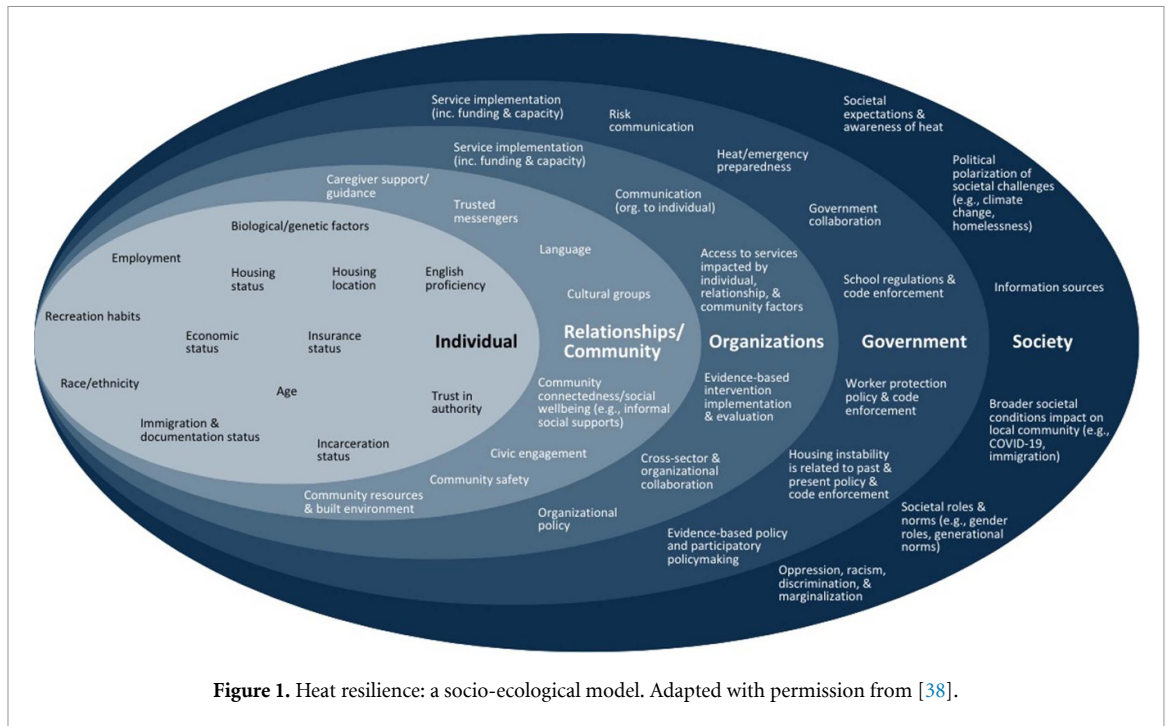 Service implementation
(inc. funding & capacity)
Risk
communication
Societal
expectations &
awareness of heat
Service implementation
(inc. funding & capacity)
Heat/emergency
preparedness
Political
polarization of
societal challenges
(e.g., climate
change,
homelessness)
Caregiver support/
guidance
Trusted
messengers
Communication
(org. to individual)
Government
collaboration
Biological/genetic factors
Employment
Housing
status
Housing
location
English
proficiency
Language
Access to services
impacted by
individual,
relationship, &
community factors
School regulations &
code enforcement
Information sources
Cultural groups
Recreation habits
Economic
status
Insurance
status
Individual
Relationships/
Community
Organizations
Government
Society
Race/ethnicity
Age
Trust in
authority
Community
connectedness/social
wellbeing (e.g., informal
social supports)
Evidence-based
intervention
implementation
& evaluation
Worker protection
policy & code
enforcement
Broader societal
conditions impact on
local community (e.g.,
COVID-19,
immigration)
Immigration &
documentation status
Incarceration
status
Civic engagement
Cross-sector &
organizational
collaboration
Housing instability
is related to past &
present policy &
code enforcement
Community safety
Community resources
& built environment
Organizational
policy
Societal roles &
norms (e.g., gender
roles, generational
norms)
Evidence-based policy
and participatory
policymaking
Oppression, racism,
discrimination, &
marginalization
Figure 1. Heat resilience: a socio-ecological model. Adapted with permission from [38].